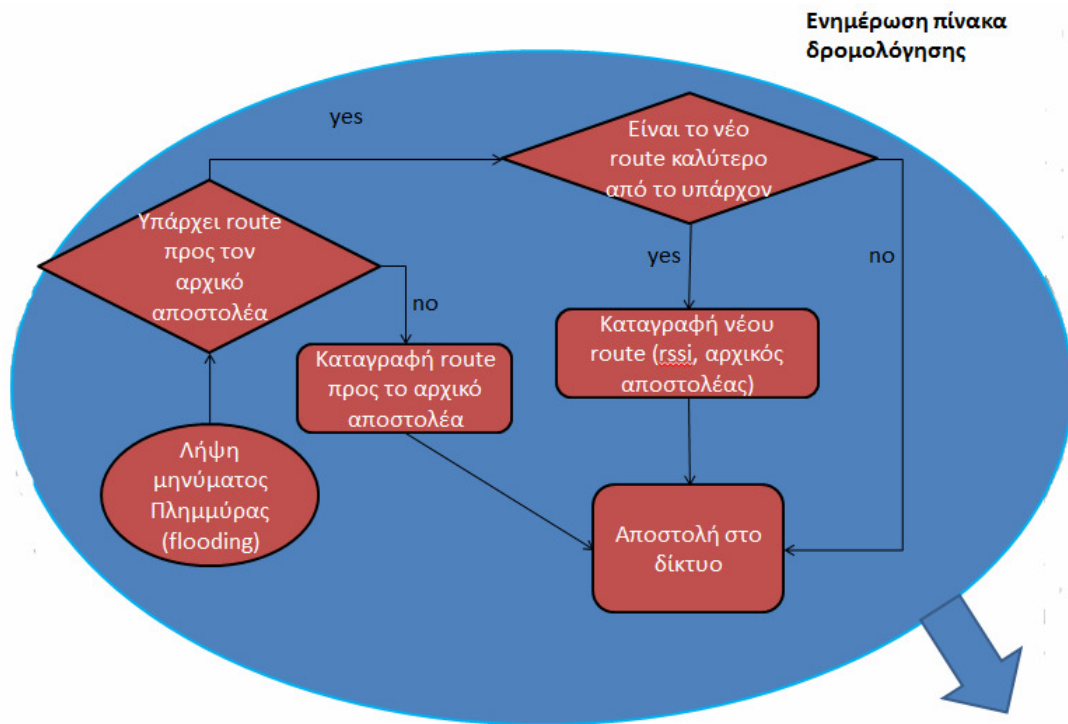 Ενημέρωση πίνακα
δρομολόγησης
yes
Είναι το νέο
route καλύτερο
από το υπάρχον
Υπάρχει route
προς τον
αρχικό
αποστολέα
yes
no
no
Καταγραφή νέου
route (rssi, αρχικός
αποστολέας)
Καταγραφή route
προς το αρχικό
αποστολέα
Λήψη
μηνύματος
Πλημμύρας
(flooding)
Αποστολή στο
δίκτυο